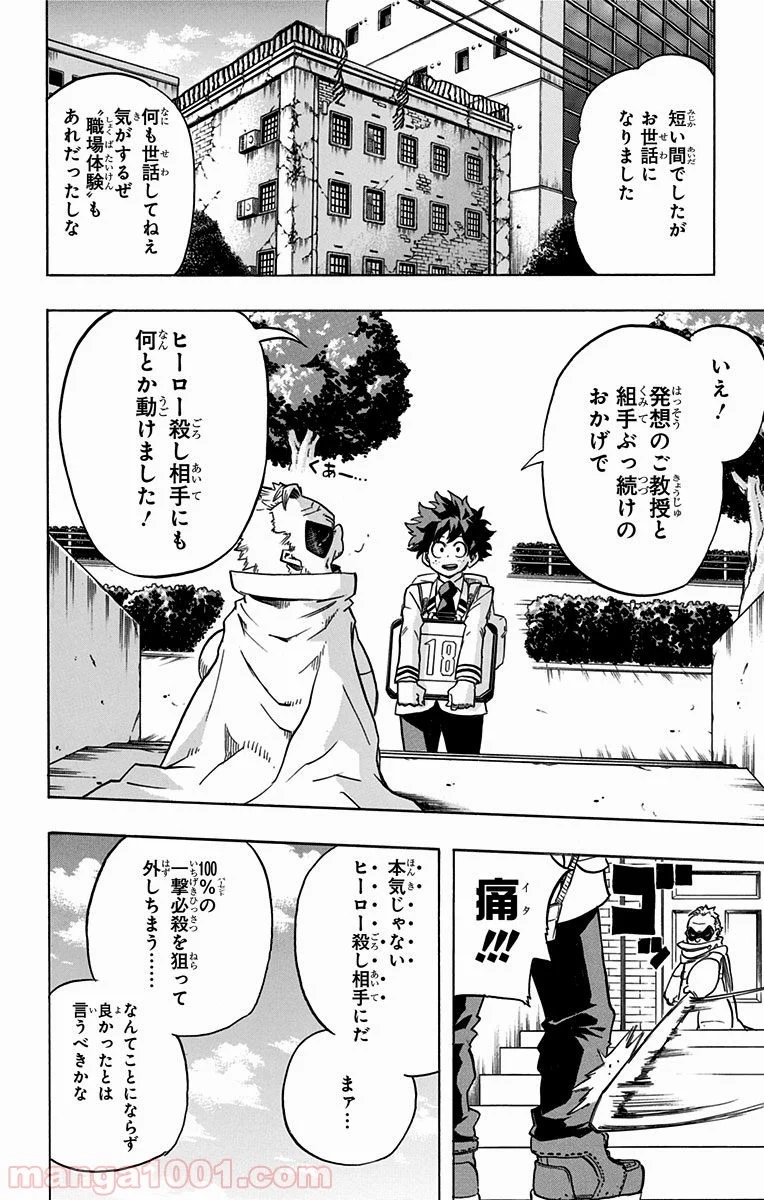 短い間でしたが
お世話に
なりました
何も世話してねえ
気がするぜ
〝職場体験〟も
あれだったしな
いえ!
発想のご教授と
組手ぶっ続けの
おかげで
ヒーロー殺し相手にも
何とか動けました!
くぁー…
18
ゴッ
痛!!!
本気じゃない
ヒーロー殺し相手にだ
まァ…
100%の
一撃必殺を狙って
外しちまう……
なんてことにならず
良かったとは
言うべきかな
manga1001.com